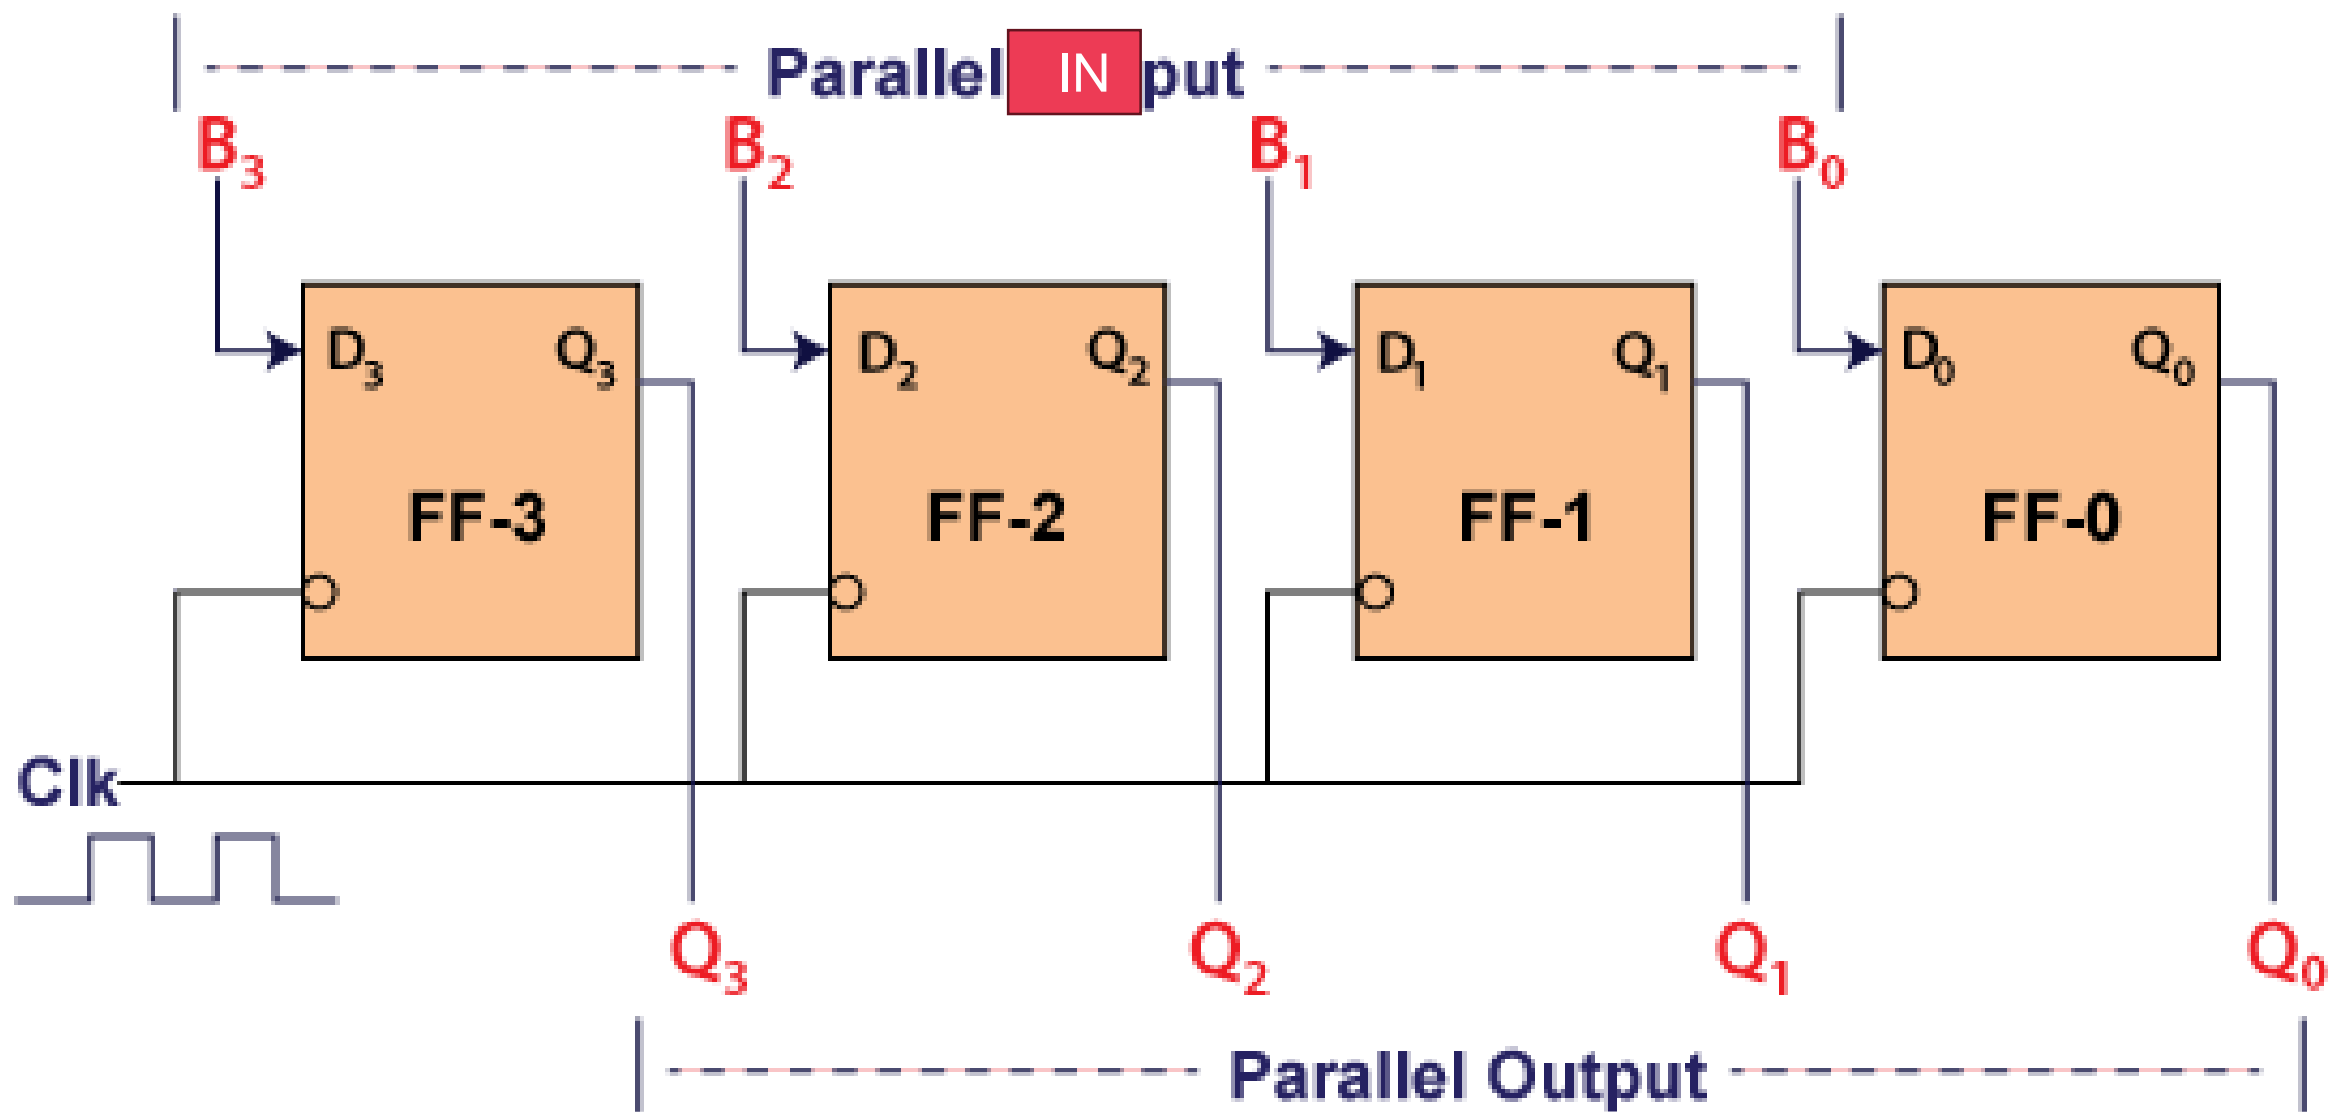 Parallel IN put
B3 B2 B1 B0
D3 Q3 D2 Q2 D1 Q1 D0 Q0
FF-3 FF-2 FF-1 FF-0
Clk
Q3 Q2 Q1 Q0
Parallel Output